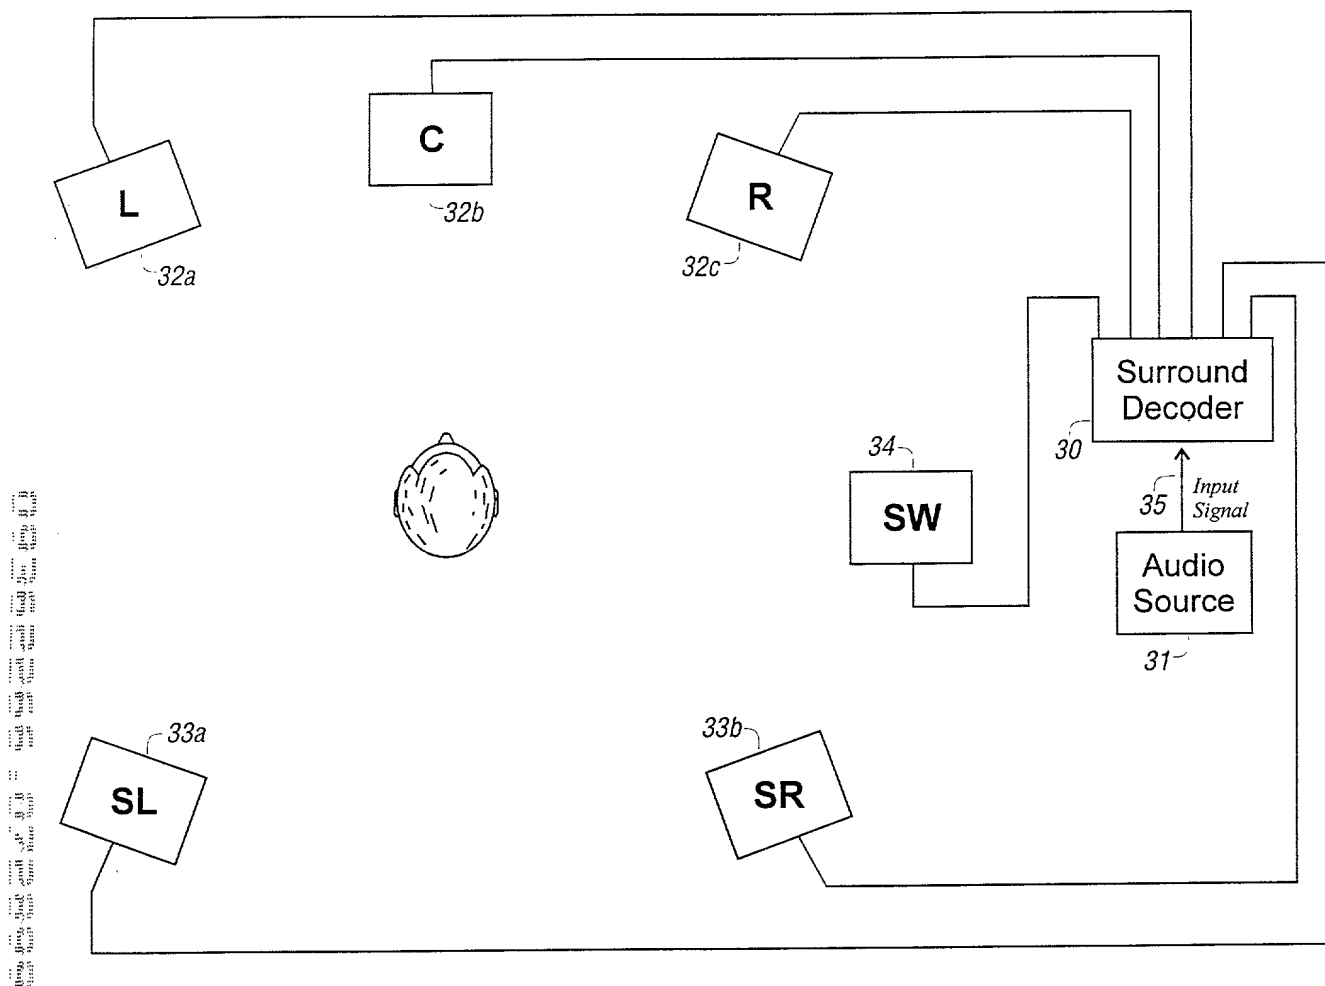 C
L
R
32b
32a
32c
Surround
Decoder
30
34
35
Input
Signal
SW
Audio
Source
31
33a
33b
SL
SR